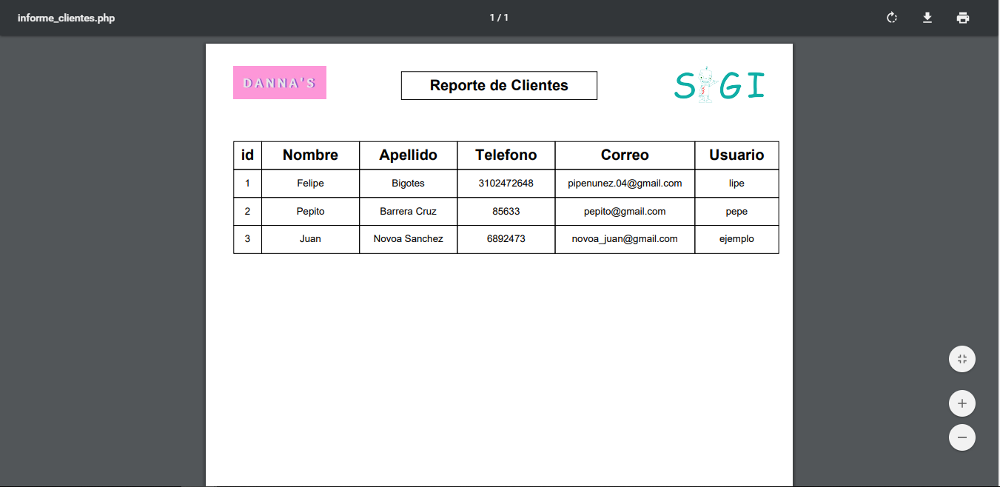 informe_clientes.php 1 / 1
DANNA'S Reporte de Clientes SIGI
id Nombre Apellido Telefono Correo Usuario
1 Felipe Bigotes 3102472648 pipenunez.04@gmail.com lipe
2 Pepito Barrera Cruz 85633 pepito@gmail.com pepe
3 Juan Novoa Sanchez 6892473 novoa_juan@gmail.com ejemplo